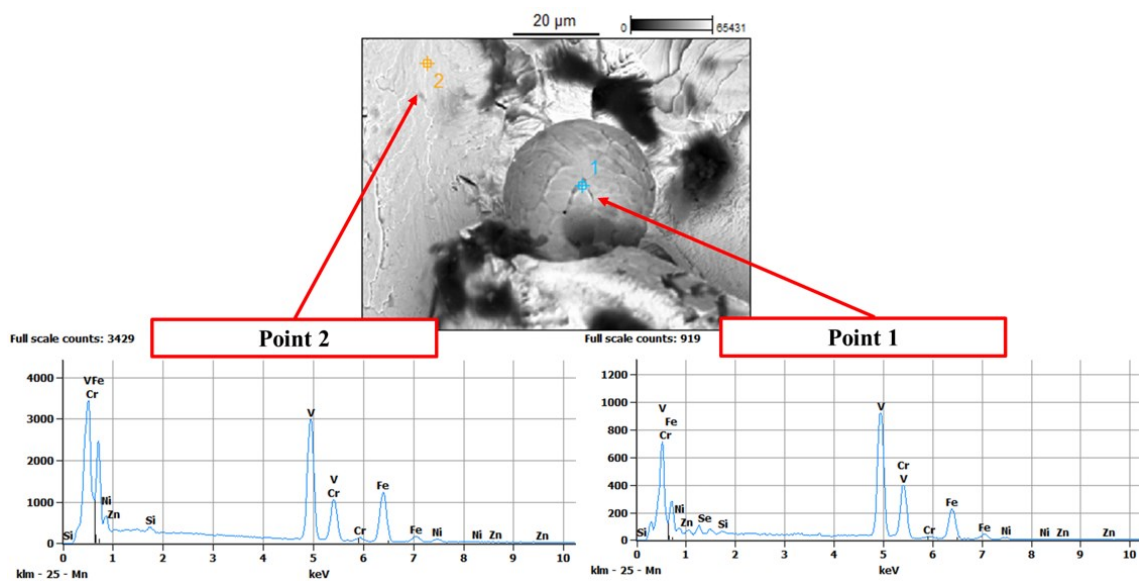 20 µm
0 65431
2
1
Point 2
Point 1
Full scale counts: 3429
4000
3000
2000
1000
0
V Fe
Cr
Ni
Zn
Si
Si
V
V
Cr
Fe
Cr
Fe
Ni
Ni
Zn
Zn
0 1 2 3 4 5 6 7 8 9 10
klm - 25 - Mn
keV
Full scale counts: 919
1200
1000
800
600
400
200
0
V
Fe
Cr
Ni
Zn
Se
Si
Si
V
Cr
V
Fe
Cr
Fe
Ni
Ni
Zn
Zn
0 1 2 3 4 5 6 7 8 9 10
klm - 25 - Mn
keV